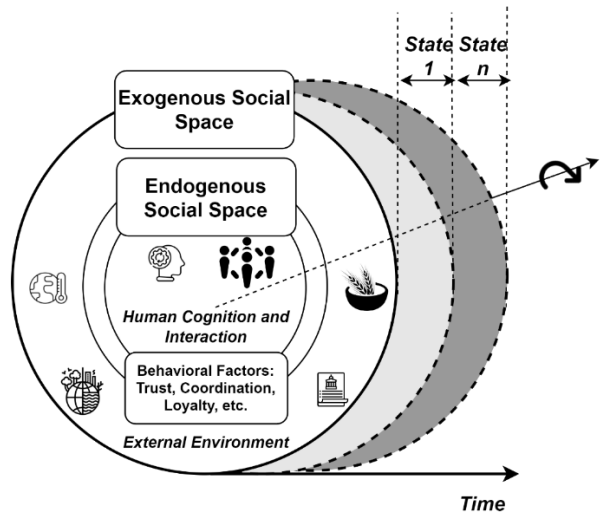 State
1
State
n
Exogenous Social
Space
Endogenous
Social Space
Human Cognition and
Interaction
Behavioral Factors:
Trust, Coordination,
Loyalty, etc.
External Environment
Time